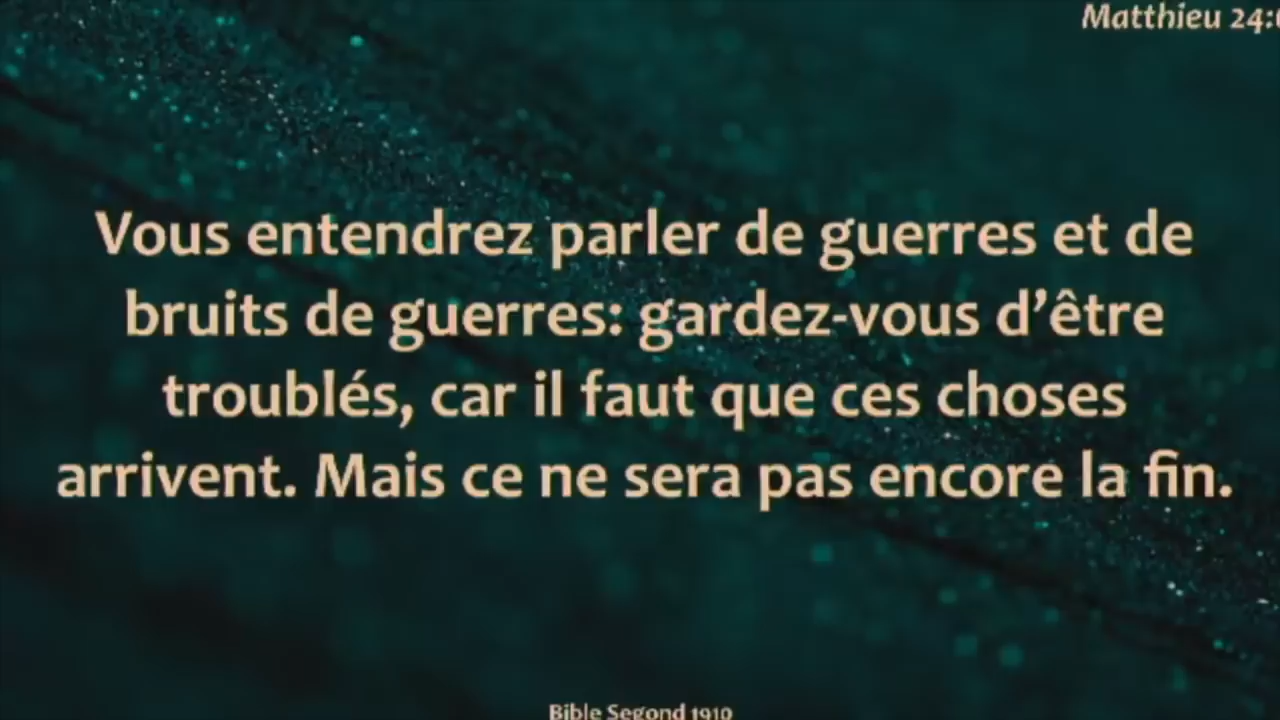 Matthieu 24:
Vous entendrez parler de guerres et de
bruits de guerres: gardez-vous d’être
troublés, car il faut que ces choses
arrivent. Mais ce ne sera pas encore la fin.
Bible Segond 1910